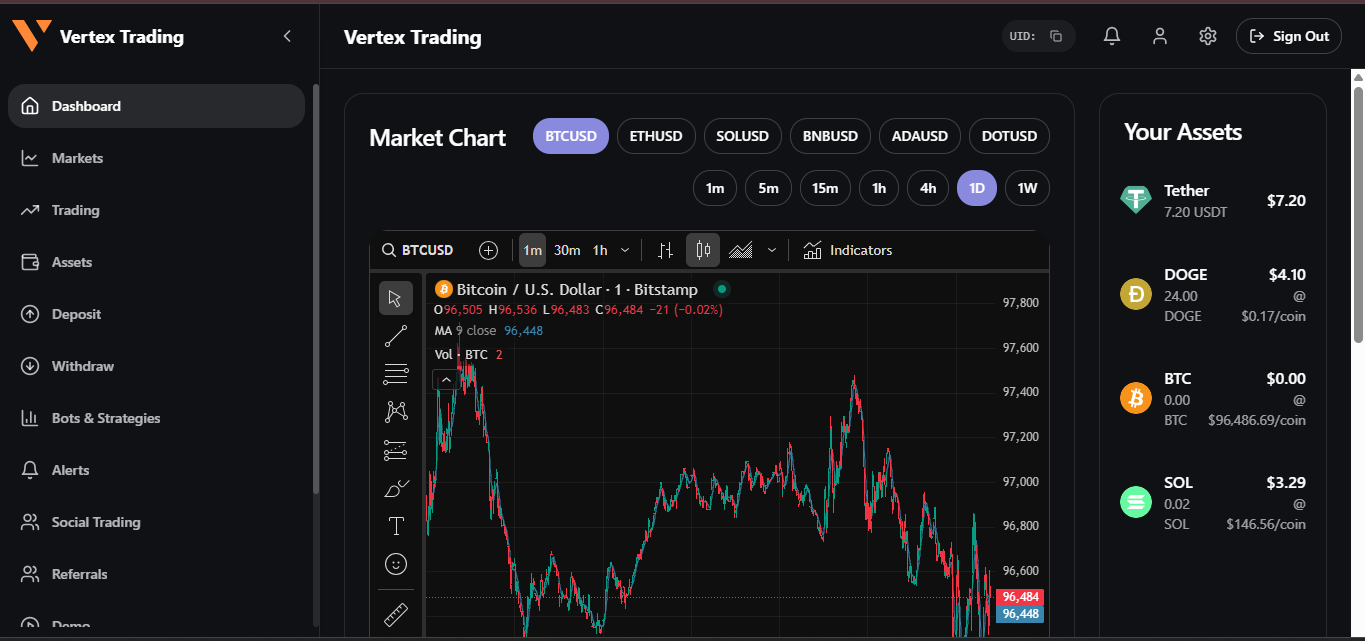 Vertex Trading
Vertex Trading
UID:
Sign Out
Dashboard
Markets
Trading
Assets
Deposit
Withdraw
Bots & Strategies
Alerts
Social Trading
Referrals
Demo
Market Chart
BTCUSD ETHUSD SOLUSD BNBUSD ADAUSD DOTUSD
1m 5m 15m 1h 4h 1D 1W
BTCUSD 1m 30m 1h Indicators
Bitcoin / U.S. Dollar · 1 · Bitstamp
O96,505 H96,536 L96,483 C96,484 −21 (−0.02%)
MA 9 close 96,448
Vol · BTC 2
97,800
97,600
97,400
97,200
97,000
96,800
96,600
96,484
96,448
Your Assets
Tether $7.20
7.20 USDT
DOGE $4.10
24.00 @
DOGE $0.17/coin
BTC $0.00
0.00 @
BTC $96,486.69/coin
SOL $3.29
0.02 @
SOL $146.56/coin